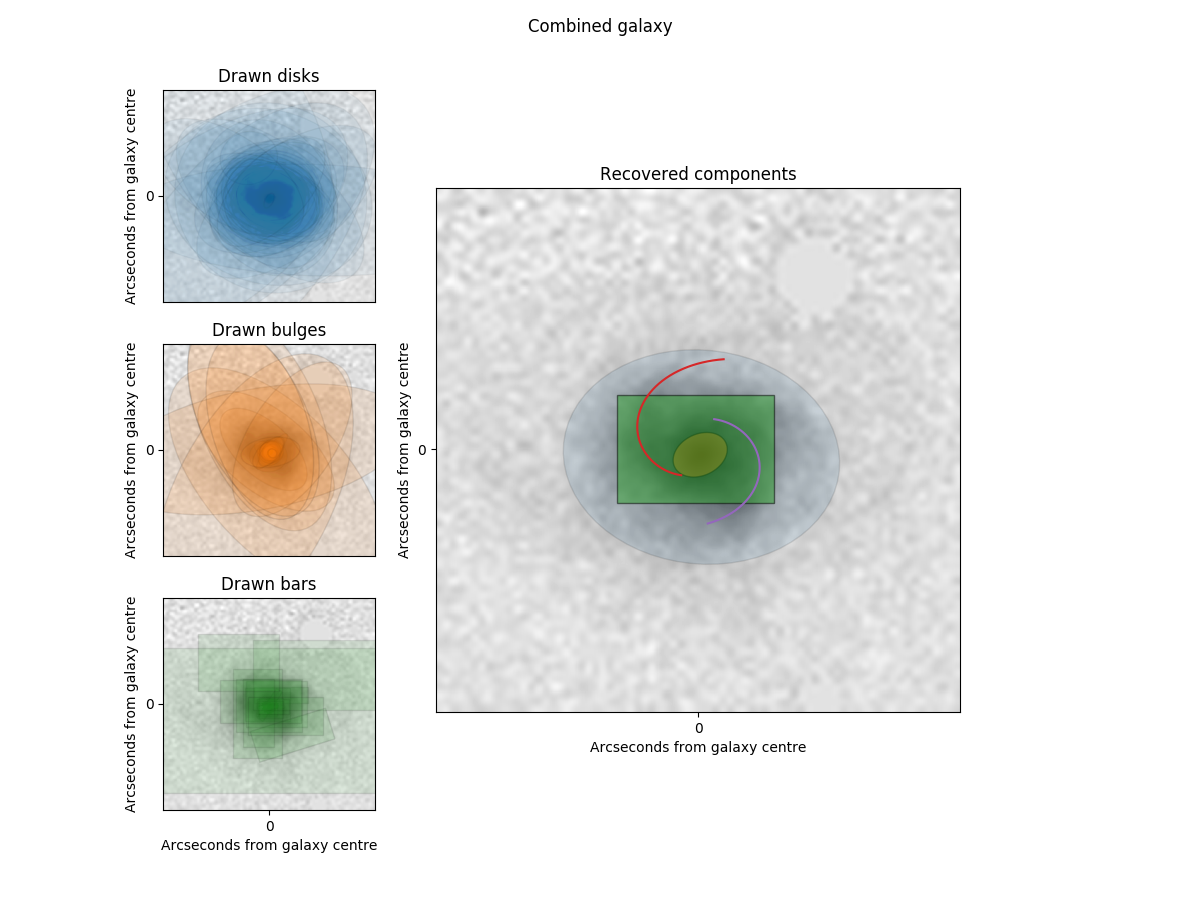 Combined galaxy
Drawn disks
Arcseconds from galaxy centre
0
Drawn bulges
Arcseconds from galaxy centre
0
Drawn bars
Arcseconds from galaxy centre
0
0
Arcseconds from galaxy centre
Recovered components
Arcseconds from galaxy centre
0
0
Arcseconds from galaxy centre